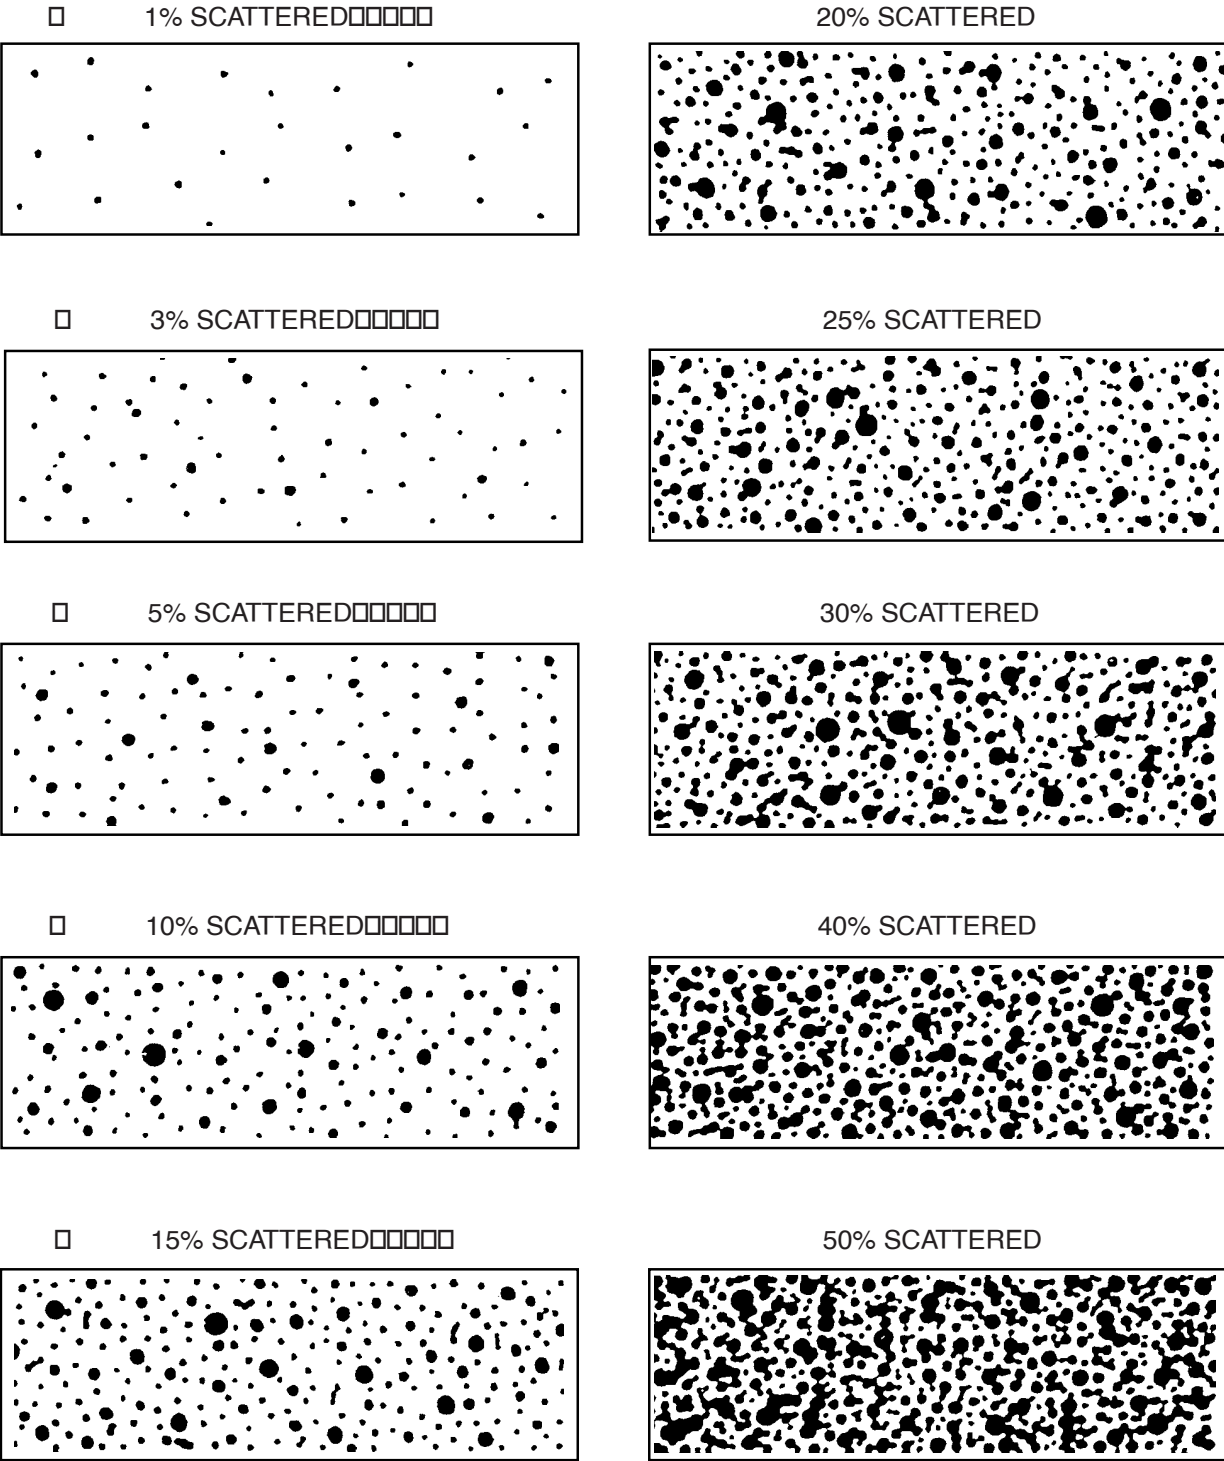 □ 1% SCATTERED□□□□□
20% SCATTERED
□ 3% SCATTERED□□□□□
25% SCATTERED
□ 5% SCATTERED□□□□□
30% SCATTERED
□ 10% SCATTERED□□□□□
40% SCATTERED
□ 15% SCATTERED□□□□□
50% SCATTERED